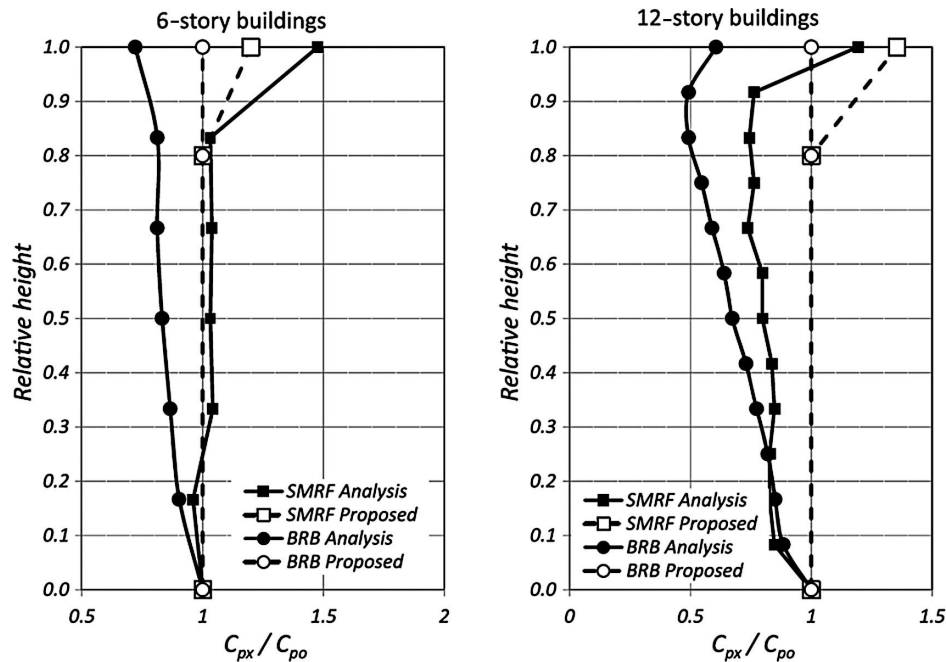 6-story buildings
1.0
0.9
0.8
0.7
0.6
0.5
0.4
0.3
0.2
0.1
0.0
Relative height
SMRF Analysis
SMRF Proposed
BRB Analysis
BRB Proposed
0.5
1
1.5
2
Cpx / Cpo
12-story buildings
1.0
0.9
0.8
0.7
0.6
0.5
0.4
0.3
0.2
0.1
0.0
Relative height
SMRF Analysis
SMRF Proposed
BRB Analysis
BRB Proposed
0
0.5
1
1.5
Cpx / Cpo